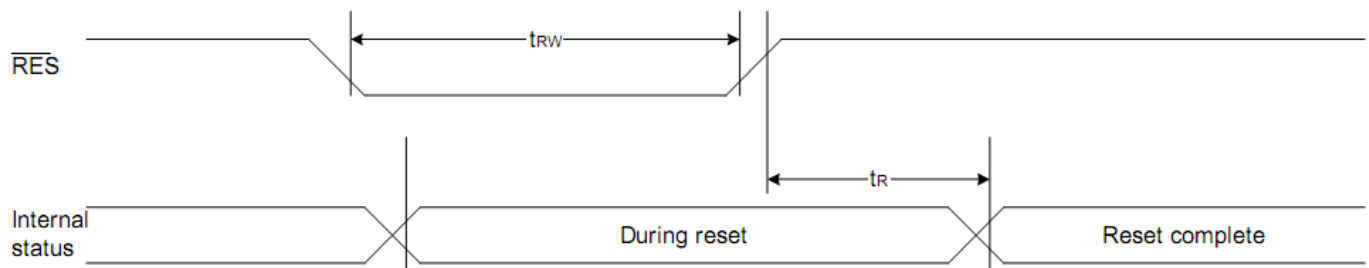 tRW
RES
tR
Internal
status
During reset
Reset complete